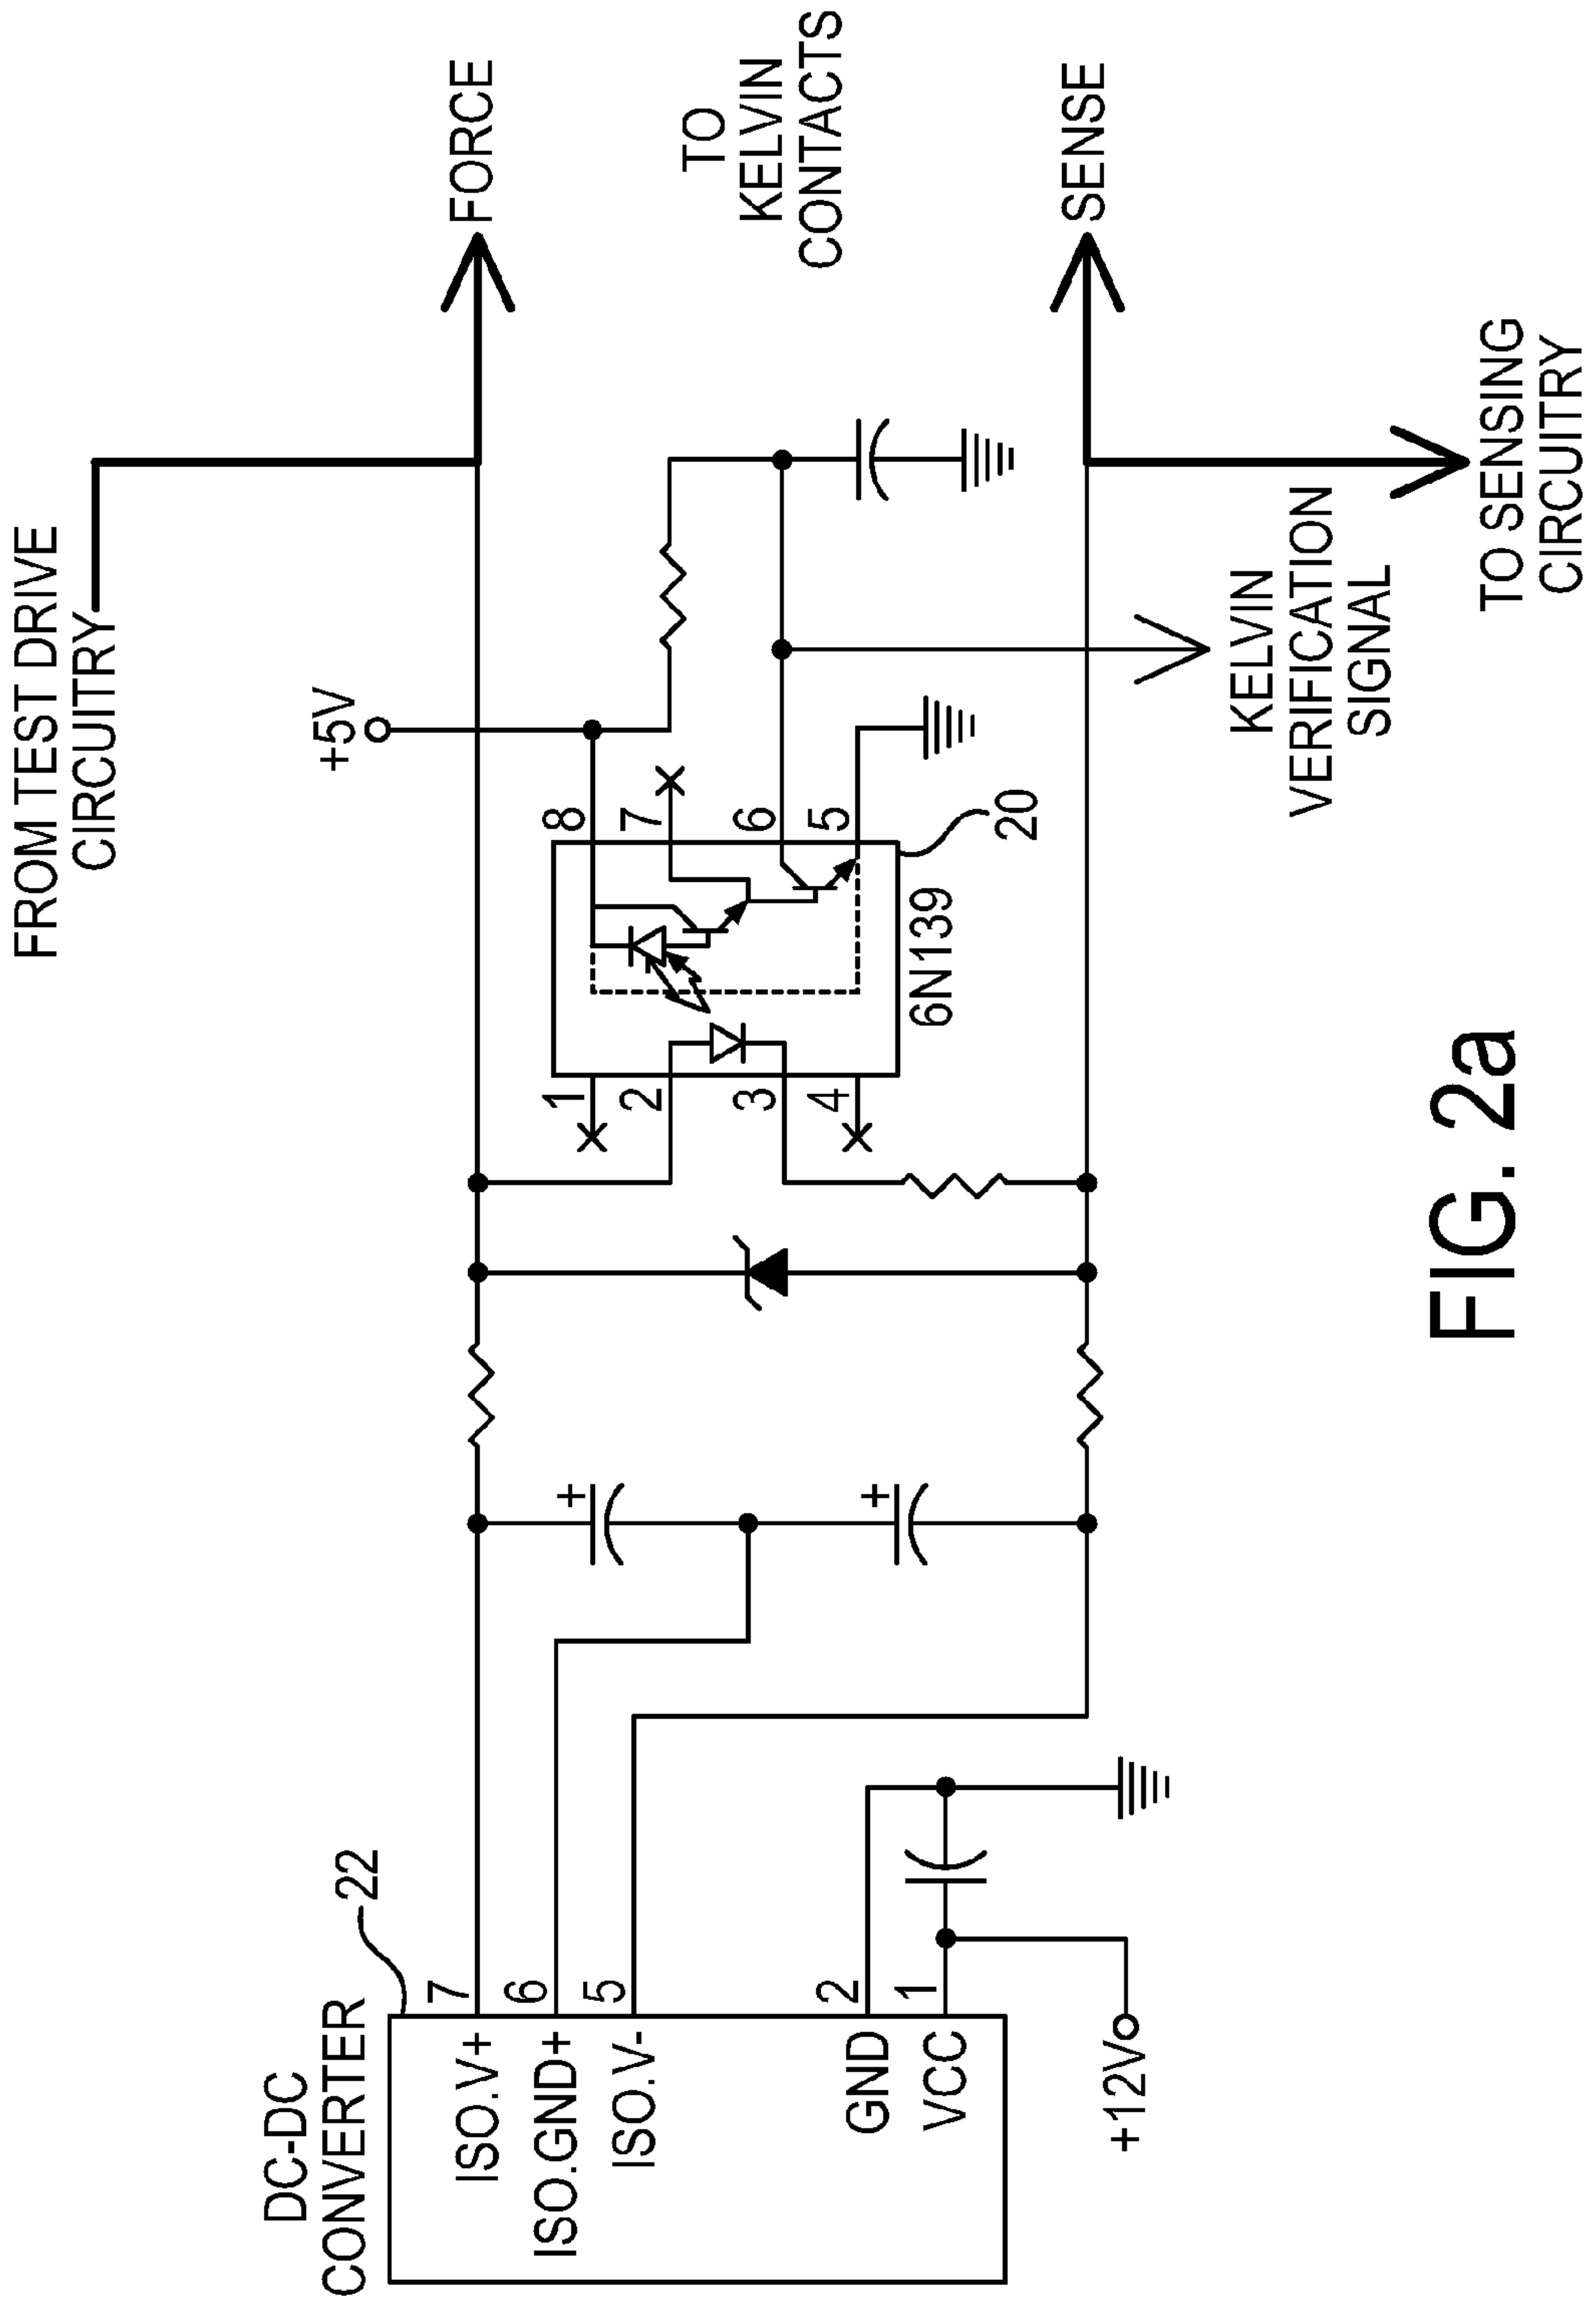 FROM TEST DRIVE
CIRCUITRY
DC-DC
CONVERTER
22
ISO.V+
7
ISO.GND+
6
ISO.V-
5
GND
2
VCC
1
+12V
+
+
+5V
1
2
3
4
8
7
6
5
6N139
20
FORCE
TO
KELVIN
CONTACTS
SENSE
KELVIN
VERIFICATION
SIGNAL
TO SENSING
CIRCUITRY
FIG. 2a